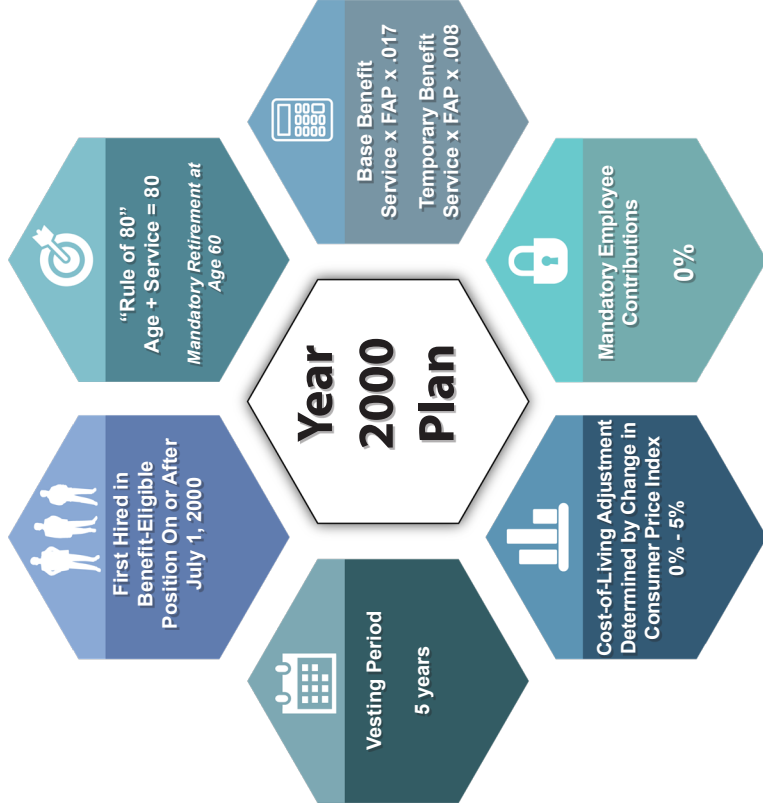 Year
2000
Plan
Vesting Period
5 years
First Hired in
Benefit-Eligible
Position On or After
July 1, 2000
“Rule of 80”
Age + Service = 80
Mandatory Retirement at
Age 60
Base Benefit
Service x FAP x .017
Temporary Benefit
Service x FAP x .008
Mandatory Employee
Contributions
0%
Cost-of-Living Adjustment
Determined by Change in
Consumer Price Index
0% - 5%